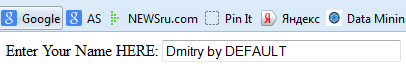 Google AS NEWSru.com Pin It Яндекс Data Minin
Enter Your Name HERE: Dmitry by DEFAULT